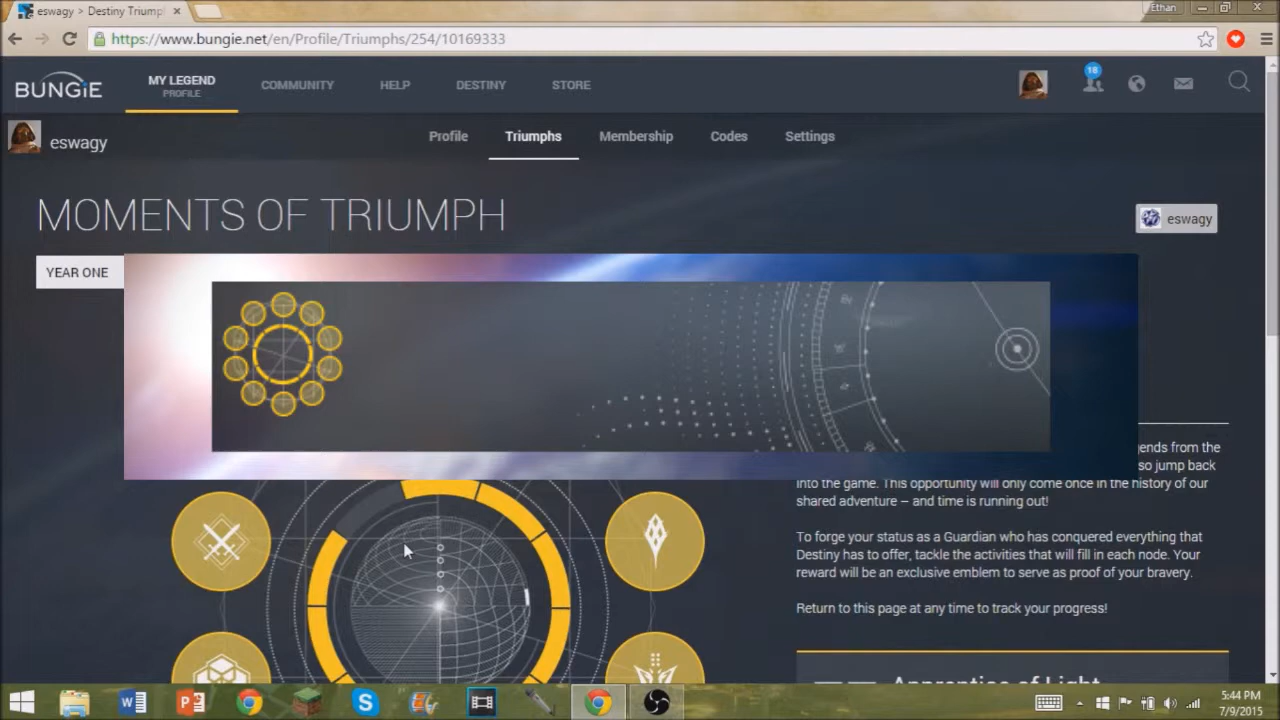 eswagy > Destiny Triump
Ethan
https://www.bungie.net/en/Profile/Triumphs/254/10169333
BUNGiE
MY LEGEND
PROFILE
COMMUNITY
HELP
DESTINY
STORE
18
eswagy
Profile
Triumphs
Membership
Codes
Settings
MOMENTS OF TRIUMPH
eswagy
YEAR ONE
gends from the
so jump back
into the game. This opportunity will only come once in the history of our
shared adventure – and time is running out!
To forge your status as a Guardian who has conquered everything that
Destiny has to offer, tackle the activities that will fill in each node. Your
reward will be an exclusive emblem to serve as proof of your bravery.
Return to this page at any time to track your progress!
Apprentice of Light
5:44 PM
7/9/2015